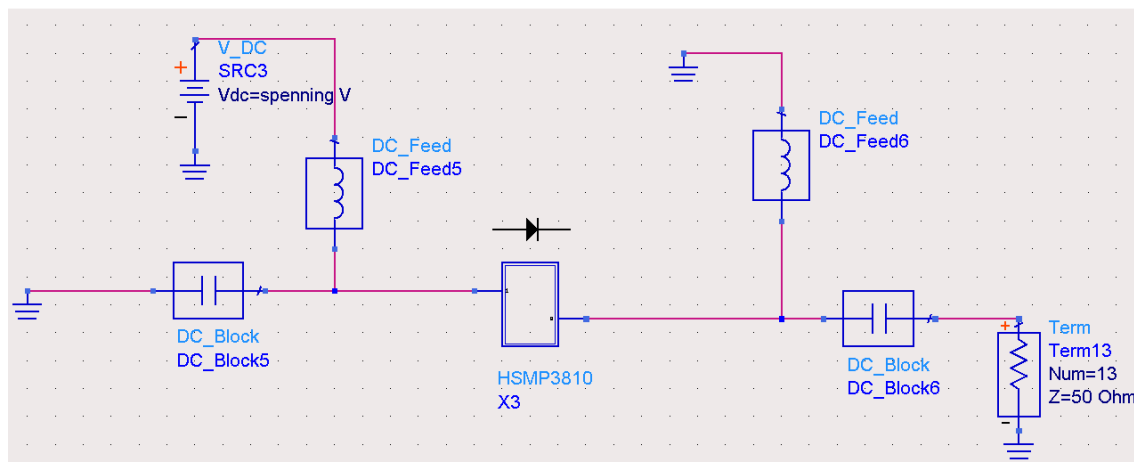 V_DC
SRC3
Vdc=spenning V
+
-
DC_Feed
DC_Feed5
DC_Feed
DC_Feed6
DC_Block
DC_Block5
HSMP3810
X3
DC_Block
DC_Block6
+
Term
Term13
Num=13
Z=50 Ohm
-